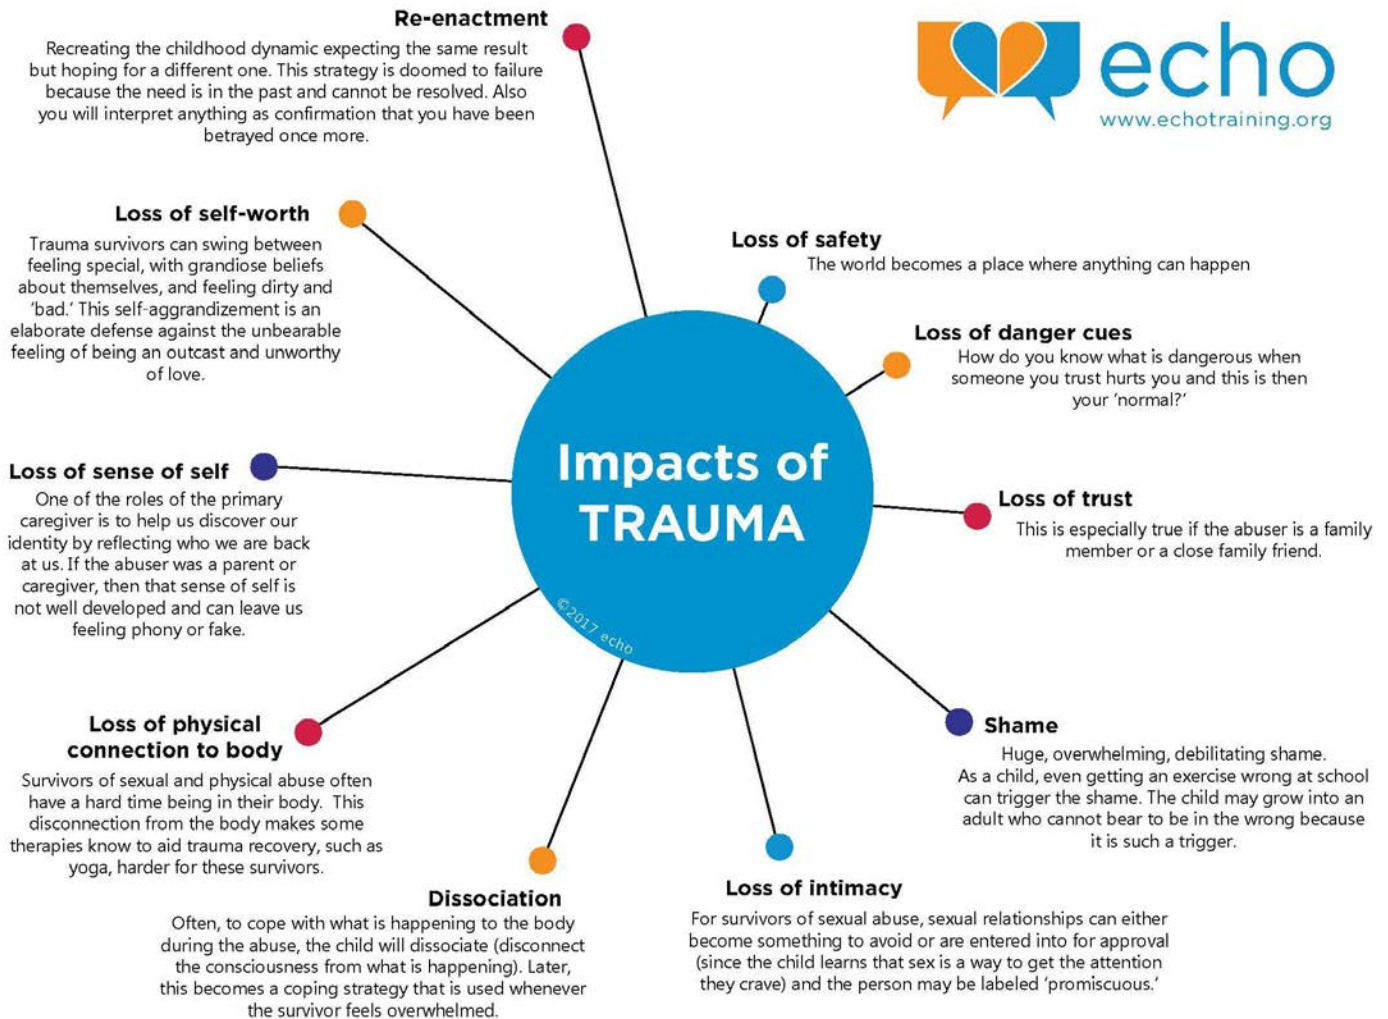 Re-enactment
Recreating the childhood dynamic expecting the same result
but hoping for a different one. This strategy is doomed to failure
because the need is in the past and cannot be resolved. Also
you will interpret anything as confirmation that you have been
betrayed once more.
echo
www.echotraining.org
Loss of self-worth
Trauma survivors can swing between
feeling special, with grandiose beliefs
about themselves, and feeling dirty and
'bad.' This self-aggrandizement is an
elaborate defense against the unbearable
feeling of being an outcast and unworthy
of love.
Loss of safety
The world becomes a place where anything can happen
Loss of danger cues
How do you know what is dangerous when
someone you trust hurts you and this is then
your 'normal?'
Loss of sense of self
One of the roles of the primary
caregiver is to help us discover our
identity by reflecting who we are back
at us. If the abuser was a parent or
caregiver, then that sense of self is
not well developed and can leave us
feeling phony or fake.
Impacts of
TRAUMA
©2017 echo
Loss of trust
This is especially true if the abuser is a family
member or a close family friend.
Loss of physical
connection to body
Survivors of sexual and physical abuse often
have a hard time being in their body. This
disconnection from the body makes some
therapies know to aid trauma recovery, such as
yoga, harder for these survivors.
Shame
Huge, overwhelming, debilitating shame.
As a child, even getting an exercise wrong at school
can trigger the shame. The child may grow into an
adult who cannot bear to be in the wrong because
it is such a trigger.
Dissociation
Often, to cope with what is happening to the body
during the abuse, the child will dissociate (disconnect
the consciousness from what is happening). Later,
this becomes a coping strategy that is used whenever
the survivor feels overwhelmed.
Loss of intimacy
For survivors of sexual abuse, sexual relationships can either
become something to avoid or are entered into for approval
(since the child learns that sex is a way to get the attention
they crave) and the person may be labeled 'promiscuous.'